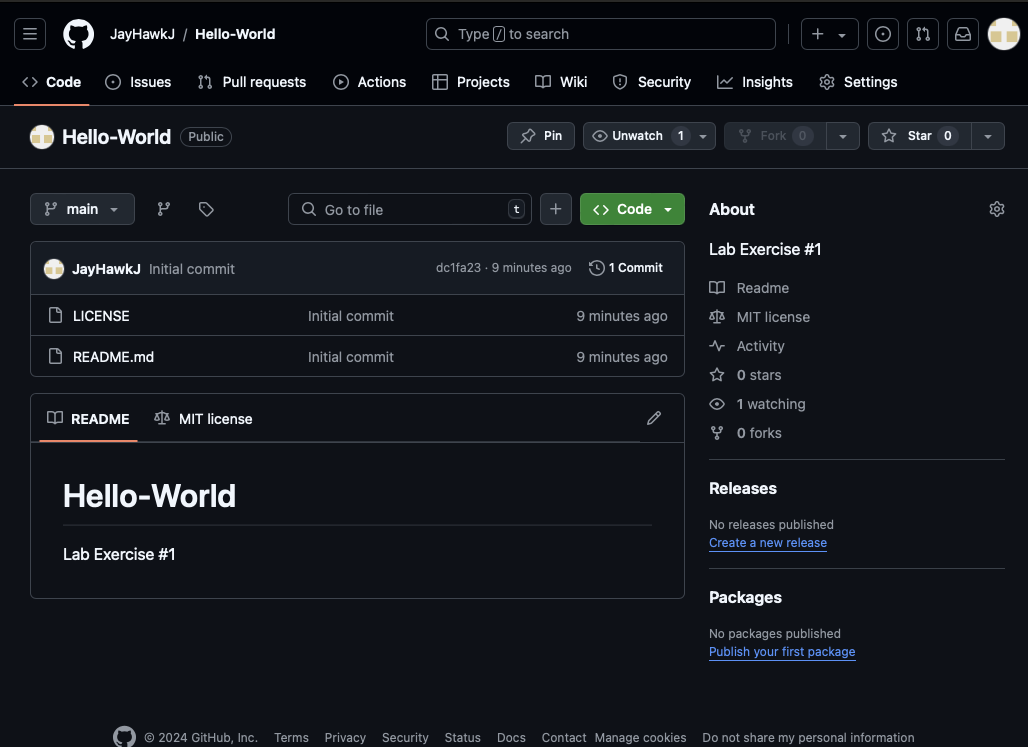 JayHawkJ / Hello-World
Type / to search
Code Issues Pull requests Actions Projects Wiki Security Insights Settings
Hello-World Public
Pin Unwatch 1 Fork 0 Star 0
main Go to file t Code
JayHawkJ Initial commit dc1fa23 · 9 minutes ago 1 Commit
LICENSE Initial commit 9 minutes ago
README.md Initial commit 9 minutes ago
README MIT license
Hello-World
Lab Exercise #1
About
Lab Exercise #1
Readme
MIT license
Activity
0 stars
1 watching
0 forks
Releases
No releases published
Create a new release
Packages
No packages published
Publish your first package
© 2024 GitHub, Inc. Terms Privacy Security Status Docs Contact Manage cookies Do not share my personal information